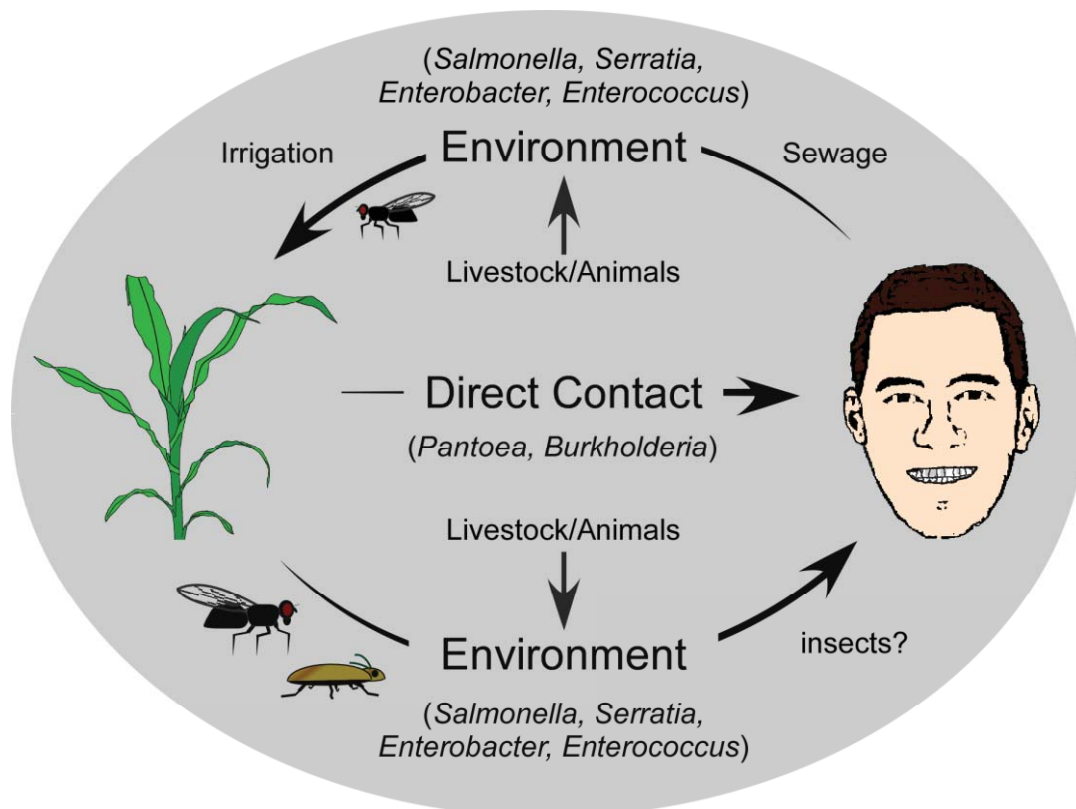 (Salmonella, Serratia,
Enterobacter, Enterococcus)
Irrigation
Environment
Sewage
Livestock/Animals
Direct Contact
(Pantoea, Burkholderia)
Livestock/Animals
Environment
insects?
(Salmonella, Serratia,
Enterobacter, Enterococcus)